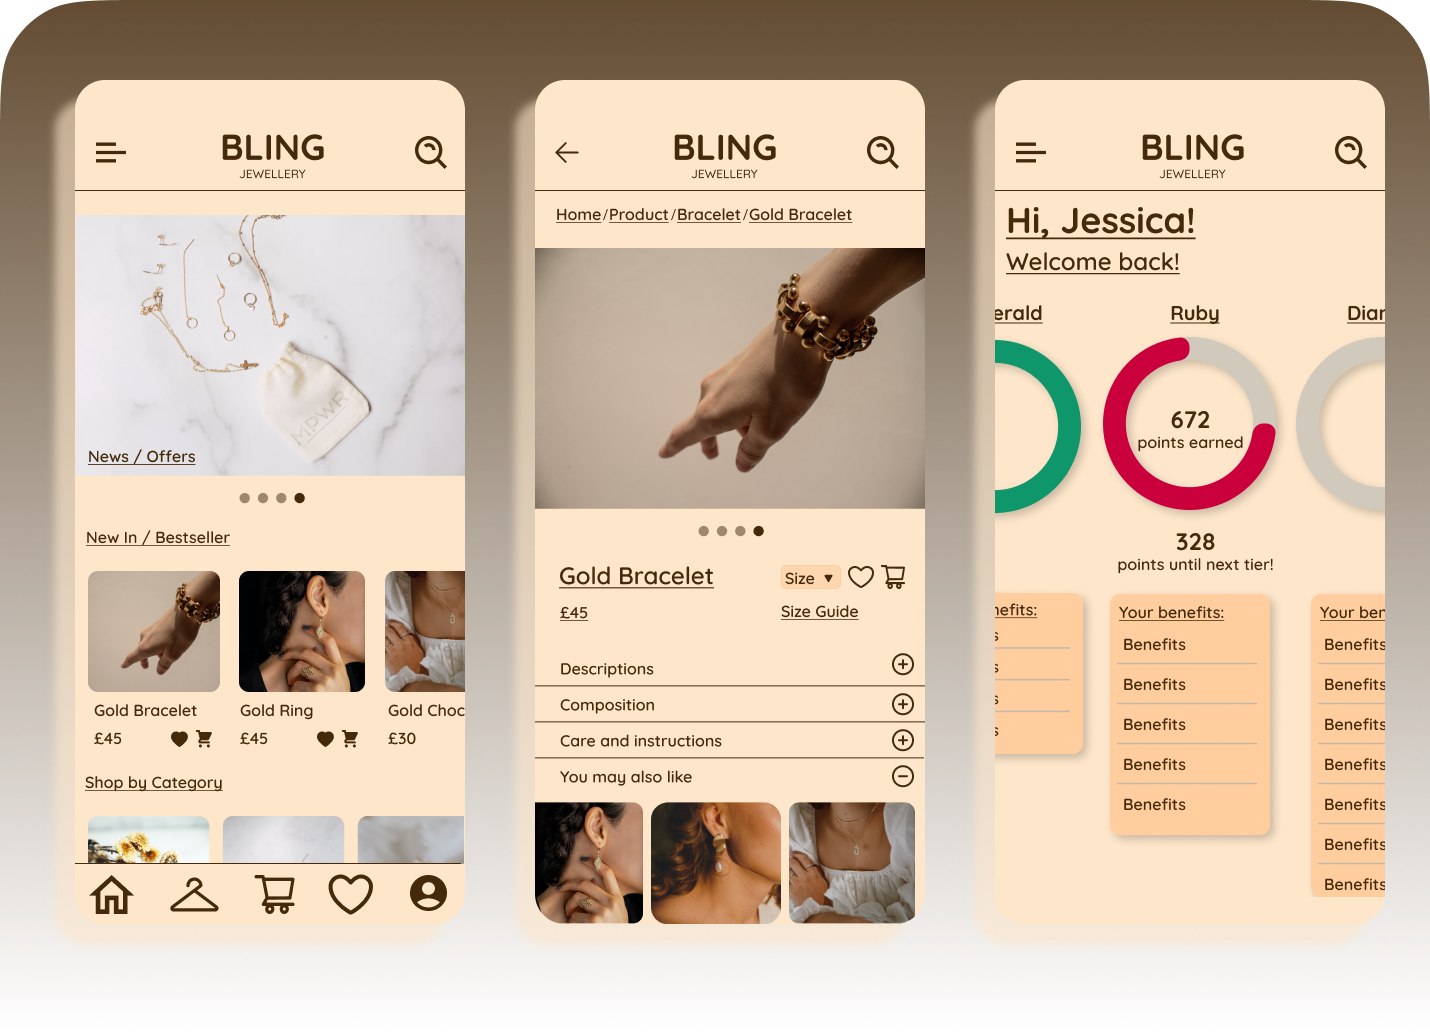 BLING
JEWELLERY
MPWR
News / Offers
New In / Bestseller
Gold Bracelet
£45
Gold Ring
£45
Gold Choc
£30
Shop by Category
BLING
JEWELLERY
Home/Product/Bracelet/Gold Bracelet
Gold Bracelet
Size ▼
£45
Size Guide
Descriptions
Composition
Care and instructions
You may also like
BLING
JEWELLERY
Hi, Jessica!
Welcome back!
erald
Ruby
Diar
672
points earned
328
points until next tier!
nefits:
s
s
s
s
Your benefits:
Benefits
Benefits
Benefits
Benefits
Benefits
Your ben
Benefits
Benefits
Benefits
Benefits
Benefits
Benefits
Benefits